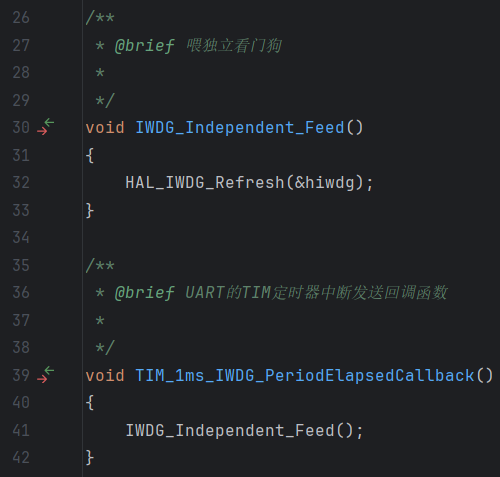 26 /**
27  * @brief 喂独立看门狗
28  *
29  */
30 void IWDG_Independent_Feed()
31 {
32     HAL_IWDG_Refresh(&hiwdg);
33 }
34
35 /**
36  * @brief UART的TIM定时器中断发送回调函数
37  *
38  */
39 void TIM_1ms_IWDG_PeriodElapsedCallback()
40 {
41     IWDG_Independent_Feed();
42 }